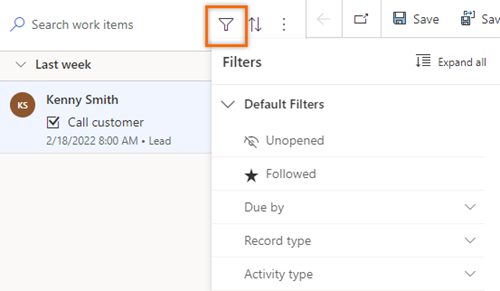 Search work items
Save
Save
Last week
KS
Kenny Smith
Call customer
2/18/2022 8:00 AM • Lead
Filters
Expand all
Default Filters
Unopened
Followed
Due by
Record type
Activity type